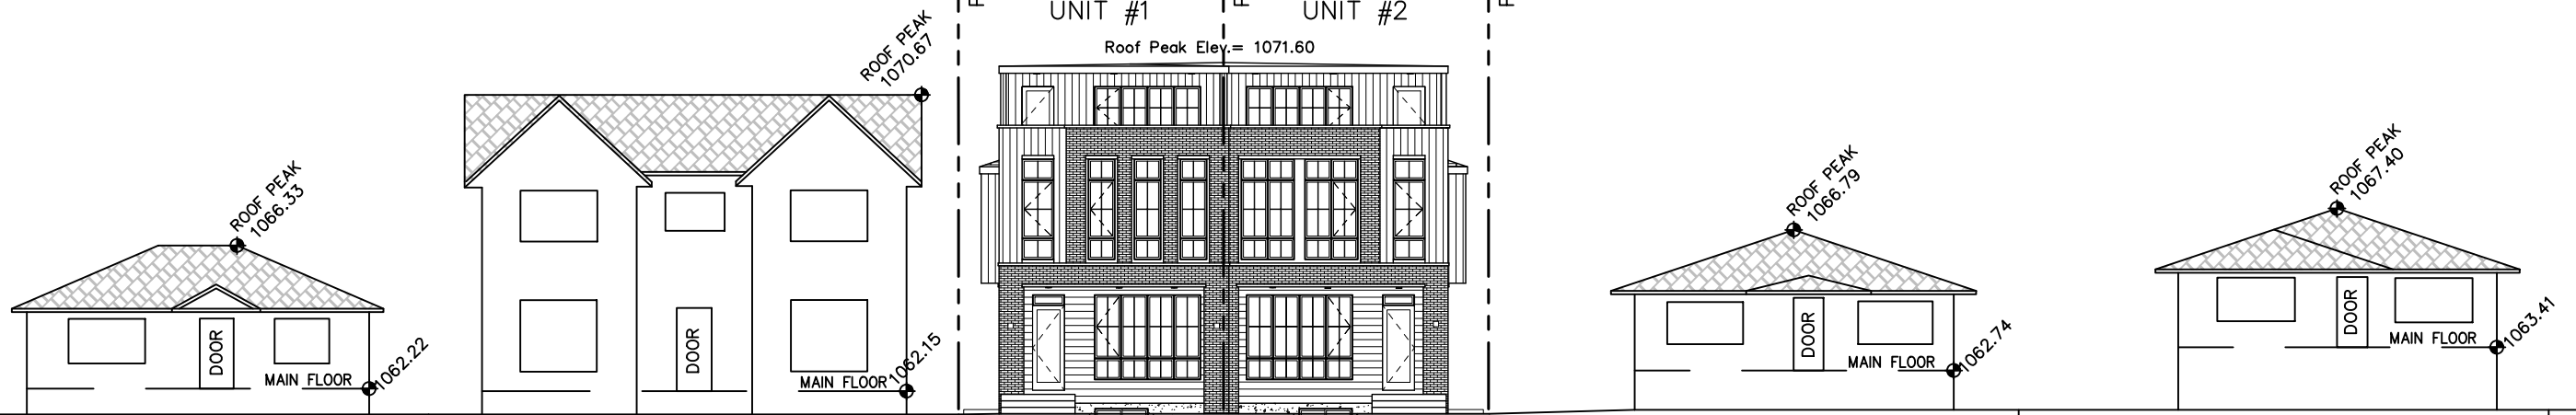 UNIT #1
UNIT #2
Roof Peak Elev.= 1071.60
ROOF PEAK
1066.33
DOOR
MAIN FLOOR
1062.22
ROOF PEAK
1070.67
DOOR
MAIN FLOOR
1062.15
ROOF PEAK
1066.79
DOOR
MAIN FLOOR
1062.74
ROOF PEAK
1067.40
DOOR
MAIN FLOOR
1063.41